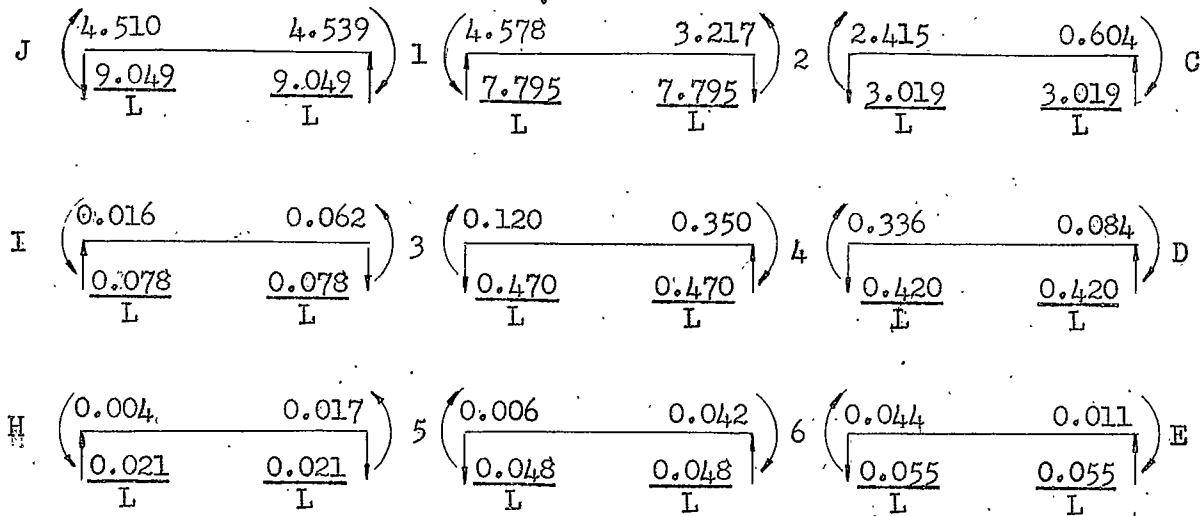 J 4.510 4.539 1 4.578 3.217 2 2.415 0.604 C
9.049 9.049 7.795 7.795 3.019 3.019
L L L L L L
I 0.016 0.062 3 0.120 0.350 4 0.336 0.084 D
0.078 0.078 0.470 0.470 0.420 0.420
L L L L L L
H 0.004 0.017 5 0.006 0.042 6 0.044 0.011 E
0.021 0.021 0.048 0.048 0.055 0.055
L L L L L L